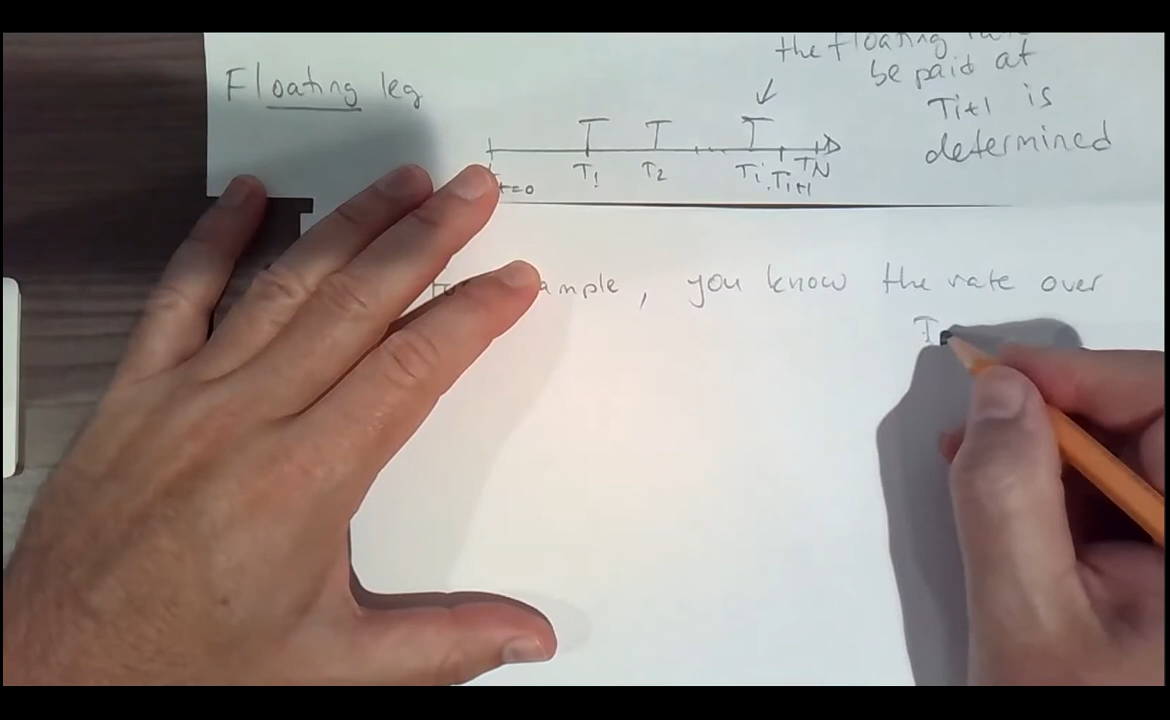 the floating
be paid at
Ti+1 is
determined
Floating leg
t=0 T1 T2 Ti Ti+1 TN
, you know the rate over